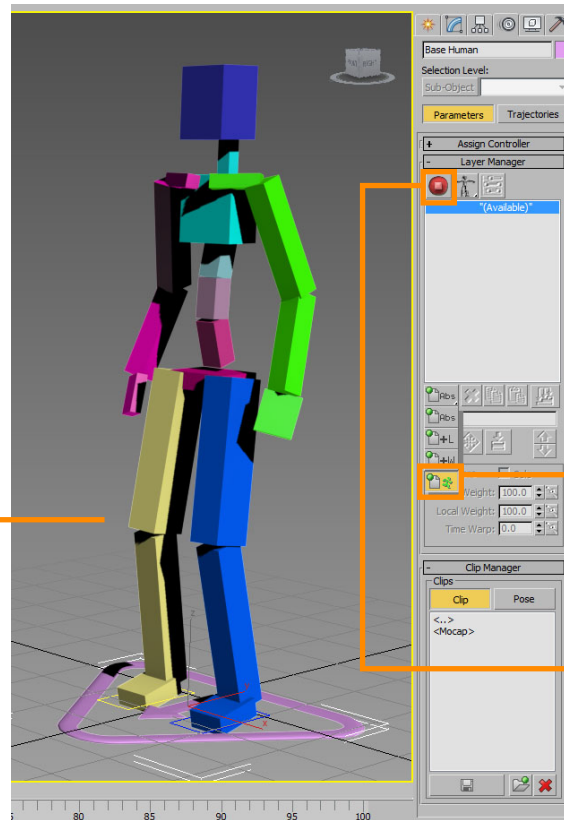 Base Human
Selection Level:
Sub-Object
Parameters
Trajectories
+ Assign Controller
- Layer Manager
"(Available)"
Abs
Abs
+L
+W
Weight: 100.0
Local Weight: 100.0
Time Warp: 0.0
- Clip Manager
Clips
Clip
Pose
<..>
<Mocap>
RIGHT
z
x
x
80 85 90 95 100